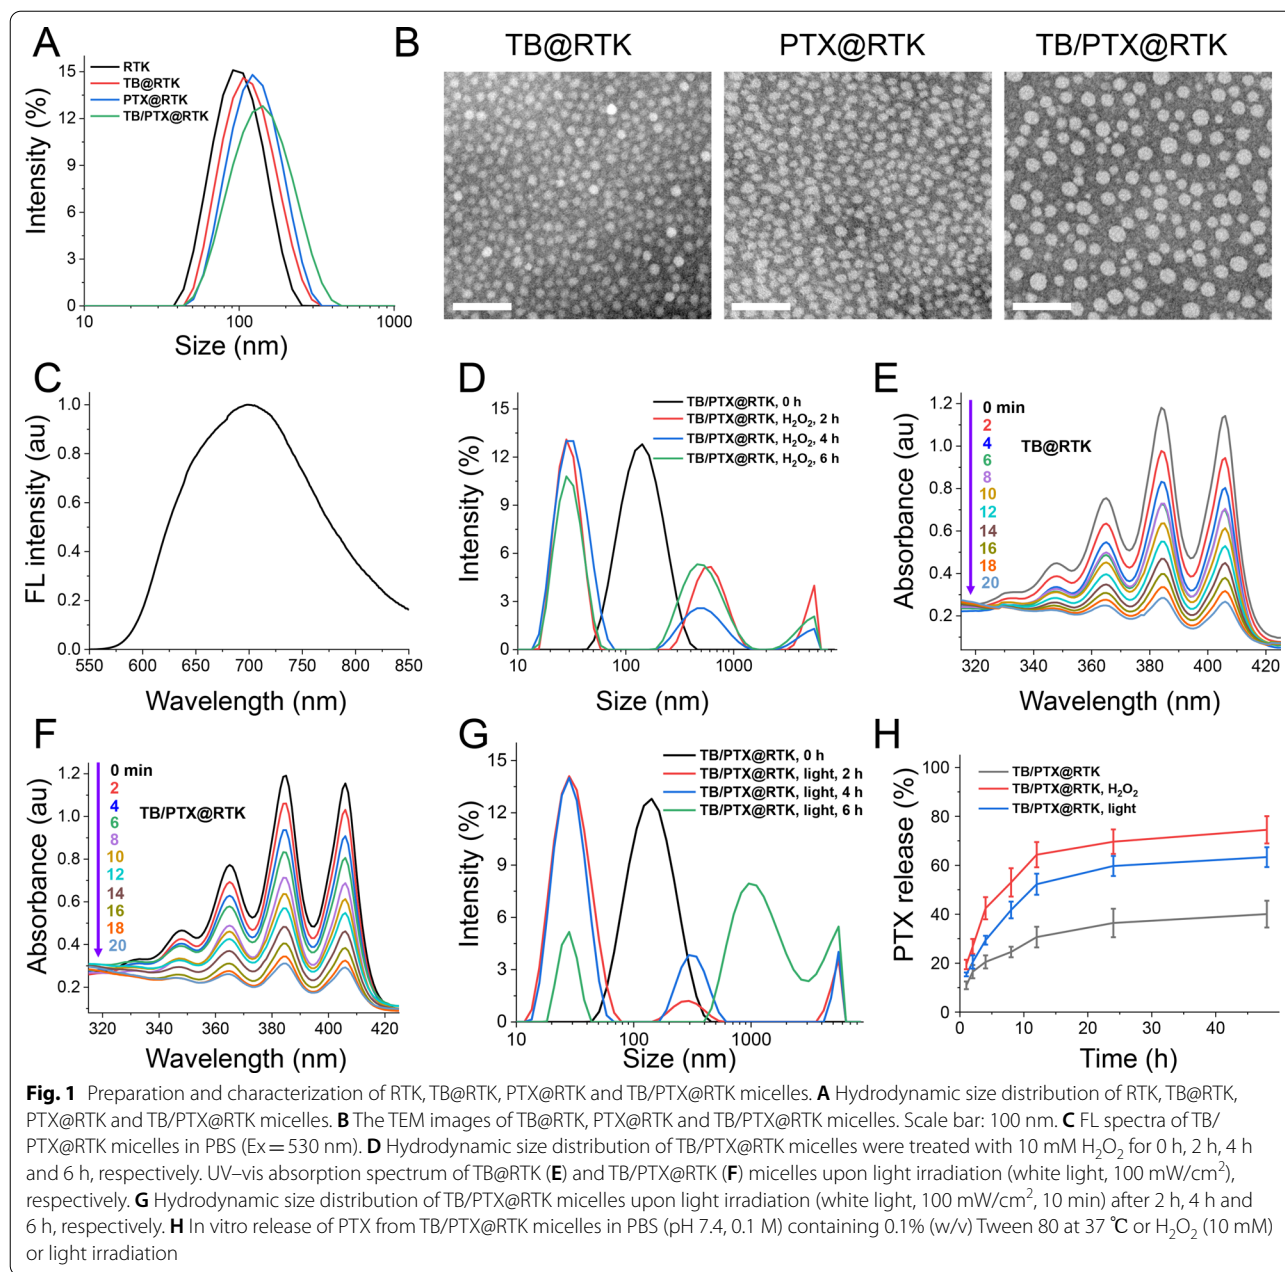 A
Intensity (%)
15
12
9
6
3
0
10
100
1000
Size (nm)
RTK
TB@RTK
PTX@RTK
TB/PTX@RTK
B
TB@RTK
PTX@RTK
TB/PTX@RTK
C
FL intensity (au)
1.0
0.8
0.6
0.4
0.2
0.0
550
600
650
700
750
800
850
Wavelength (nm)
D
Intensity (%)
15
12
9
6
3
0
10
100
1000
Size (nm)
TB/PTX@RTK, 0 h
TB/PTX@RTK, H₂O₂, 2 h
TB/PTX@RTK, H₂O₂, 4 h
TB/PTX@RTK, H₂O₂, 6 h
E
Absorbance (au)
1.2
1.0
0.8
0.6
0.4
0.2
0 min
2
4
6
8
10
12
14
16
18
20
TB@RTK
320
340
360
380
400
420
Wavelength (nm)
F
Absorbance (au)
1.2
1.0
0.8
0.6
0.4
0.2
0 min
2
4
6
8
10
12
14
16
18
20
TB/PTX@RTK
320
340
360
380
400
420
Wavelength (nm)
G
Intensity (%)
15
12
9
6
3
0
10
100
1000
Size (nm)
TB/PTX@RTK, 0 h
TB/PTX@RTK, light, 2 h
TB/PTX@RTK, light, 4 h
TB/PTX@RTK, light, 6 h
H
PTX release (%)
100
80
60
40
20
0
0
10
20
30
40
Time (h)
TB/PTX@RTK
TB/PTX@RTK, H₂O₂
TB/PTX@RTK, light
Fig. 1 Preparation and characterization of RTK, TB@RTK, PTX@RTK and TB/PTX@RTK micelles. A Hydrodynamic size distribution of RTK, TB@RTK,
PTX@RTK and TB/PTX@RTK micelles. B The TEM images of TB@RTK, PTX@RTK and TB/PTX@RTK micelles. Scale bar: 100 nm. C FL spectra of TB/
PTX@RTK micelles in PBS (Ex = 530 nm). D Hydrodynamic size distribution of TB/PTX@RTK micelles were treated with 10 mM H₂O₂ for 0 h, 2 h, 4 h
and 6 h, respectively. UV–vis absorption spectrum of TB@RTK (E) and TB/PTX@RTK (F) micelles upon light irradiation (white light, 100 mW/cm²),
respectively. G Hydrodynamic size distribution of TB/PTX@RTK micelles upon light irradiation (white light, 100 mW/cm², 10 min) after 2 h, 4 h and
6 h, respectively. H In vitro release of PTX from TB/PTX@RTK micelles in PBS (pH 7.4, 0.1 M) containing 0.1% (w/v) Tween 80 at 37 ℃ or H₂O₂ (10 mM)
or light irradiation